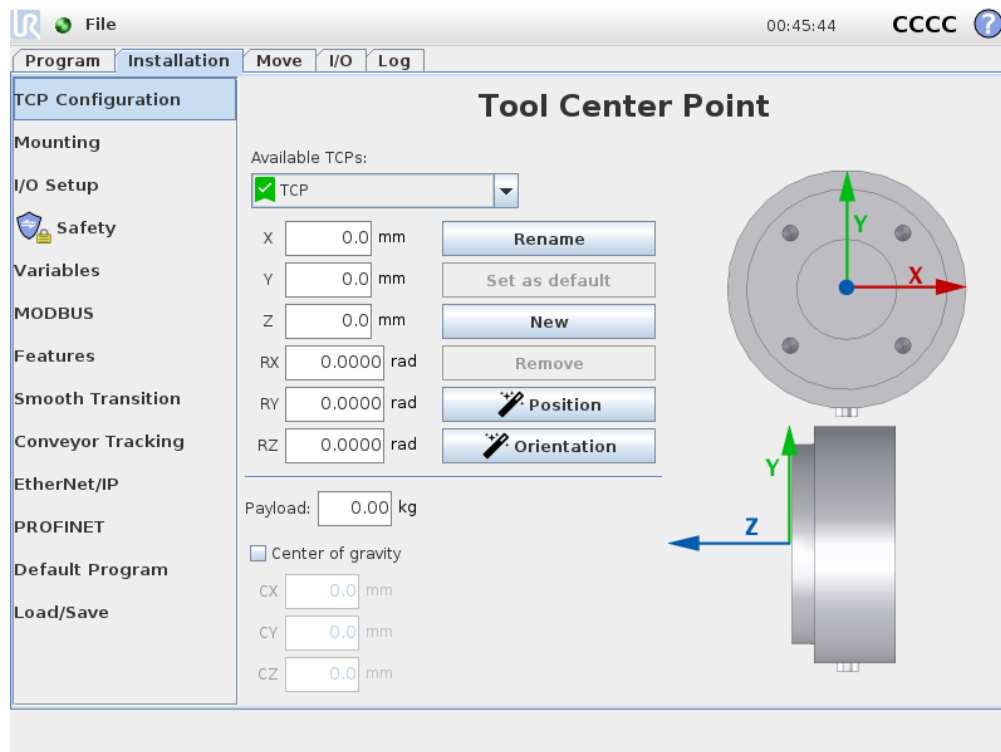 UR File 00:45:44 CCCC ?
Program Installation Move I/O Log
TCP Configuration
Mounting
I/O Setup
Safety
Variables
MODBUS
Features
Smooth Transition
Conveyor Tracking
EtherNet/IP
PROFINET
Default Program
Load/Save
Tool Center Point
Available TCPs:
TCP
X 0.0 mm Rename
Y 0.0 mm Set as default
Z 0.0 mm New
RX 0.0000 rad Remove
RY 0.0000 rad Position
RZ 0.0000 rad Orientation
Payload: 0.00 kg
Center of gravity
CX 0.0 mm
CY 0.0 mm
CZ 0.0 mm
Y
X
Y
Z